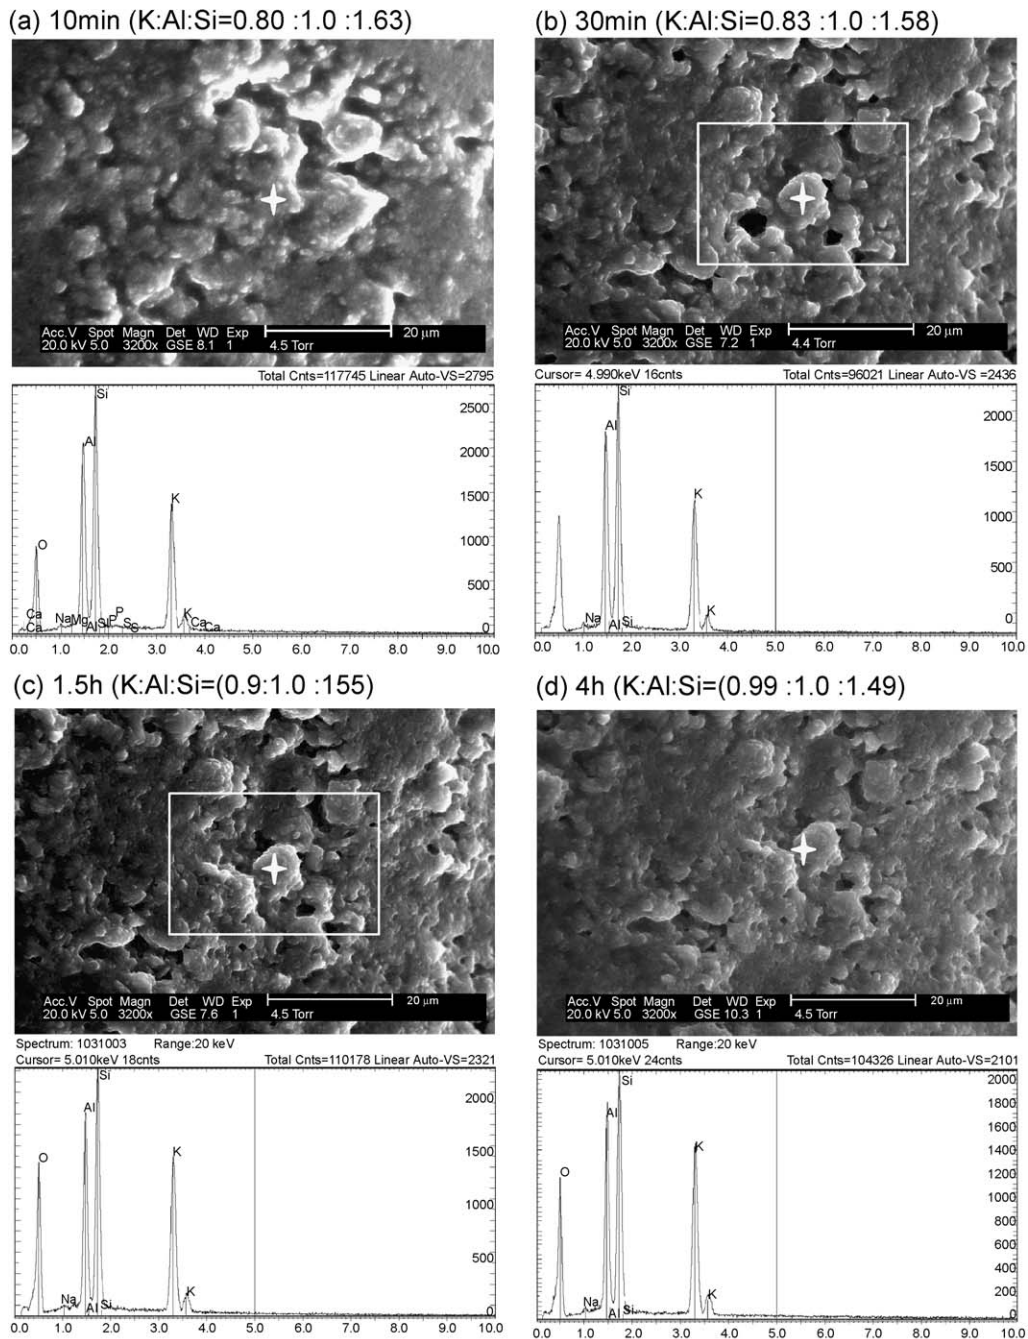 (a) 10min (K:Al:Si=0.80 :1.0 :1.63)
Acc.V Spot Magn Det WD Exp 20 μm
20.0 kV 5.0 3200x GSE 8.1 1 4.5 Torr
Total Cnts=117745 Linear Auto-VS=2795
Si
2500
Al
2000
K
1500
O
1000
500
Ca Na Mg P K Ca
Ca Al Si P S S Ca
0
0.0 1.0 2.0 3.0 4.0 5.0 6.0 7.0 8.0 9.0 10.0
(b) 30min (K:Al:Si=0.83 :1.0 :1.58)
Acc.V Spot Magn Det WD Exp 20 μm
20.0 kV 5.0 3200x GSE 7.2 1 4.4 Torr
Cursor= 4.990keV 16cnts Total Cnts=96021 Linear Auto-VS =2436
Si
2000
Al
1500
K
1000
500
Na K
Al Si
0
0.0 1.0 2.0 3.0 4.0 5.0 6.0 7.0 8.0 9.0 10.0
(c) 1.5h (K:Al:Si=(0.9:1.0 :155)
Acc.V Spot Magn Det WD Exp 20 μm
20.0 kV 5.0 3200x GSE 7.6 1 4.5 Torr
Spectrum: 1031003 Range:20 keV
Cursor= 5.010keV 18cnts Total Cnts=110178 Linear Auto-VS=2321
Si
2000
Al
1500
K
O
1000
500
Na K
Al Si
0
0.0 1.0 2.0 3.0 4.0 5.0 6.0 7.0 8.0 9.0 10.0
(d) 4h (K:Al:Si=(0.99 :1.0 :1.49)
Acc.V Spot Magn Det WD Exp 20 μm
20.0 kV 5.0 3200x GSE 10.3 1 4.5 Torr
Spectrum: 1031005 Range:20 keV
Cursor= 5.010keV 24cnts Total Cnts=104326 Linear Auto-VS=2101
Si
2000
1800
Al
1600
1400
K
1200
O
1000
800
600
400
200
Na K
Al Si
0
0.0 1.0 2.0 3.0 4.0 5.0 6.0 7.0 8.0 9.0 10.0